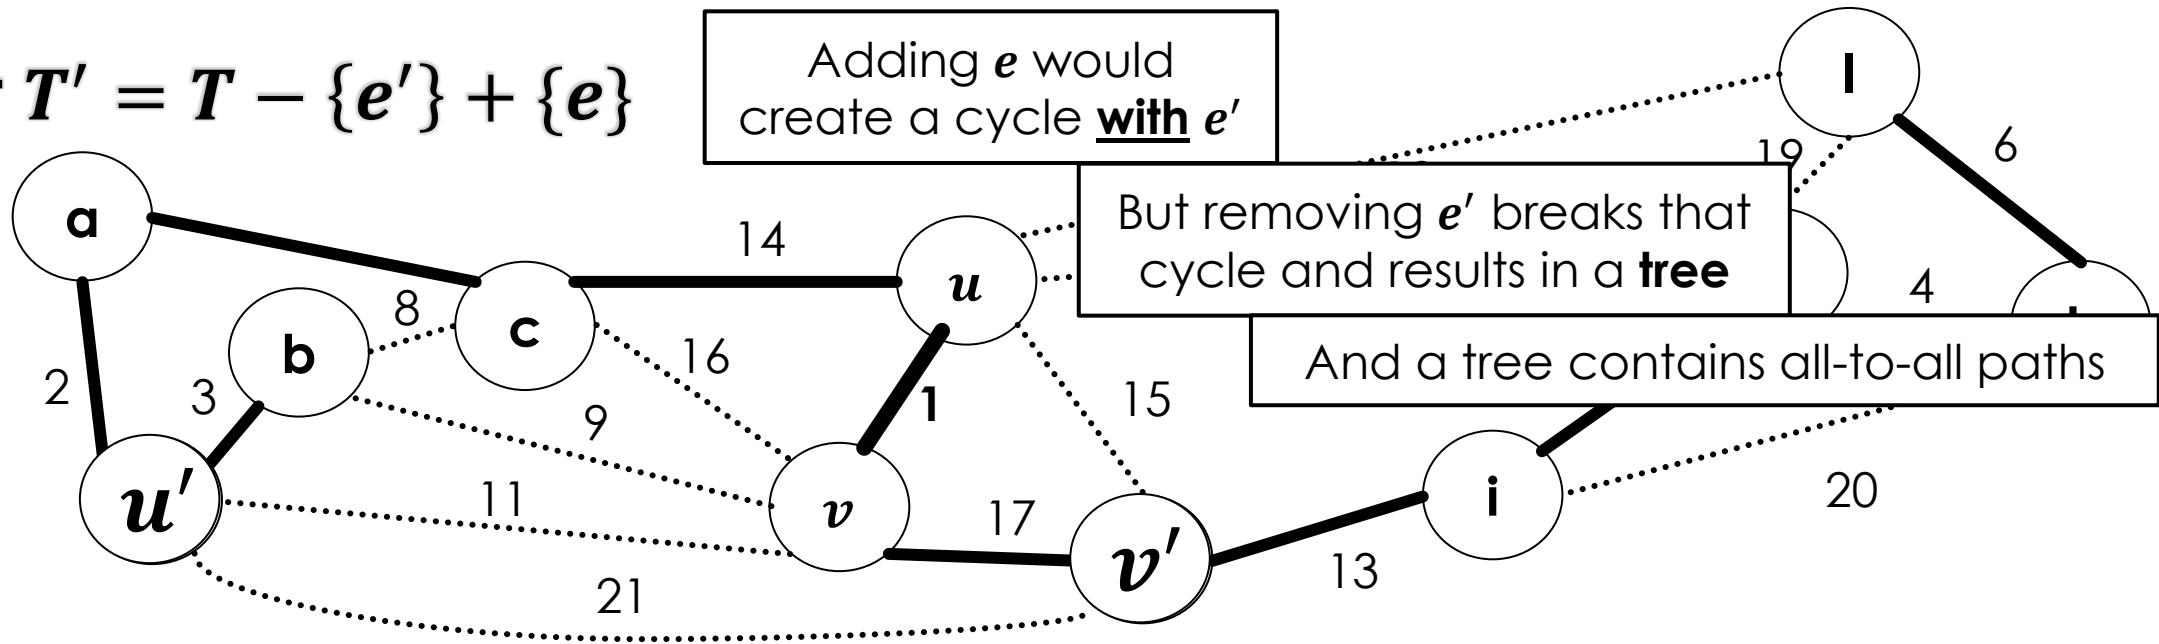 T′ = T − {e′} + {e}
Adding e would
create a cycle with e′
But removing e′ breaks that
cycle and results in a tree
And a tree contains all-to-all paths
l
19
6
a
14
u
4
8
b
c
16
2
3
1
15
9
u′
11
v
17
v′
i
20
13
21